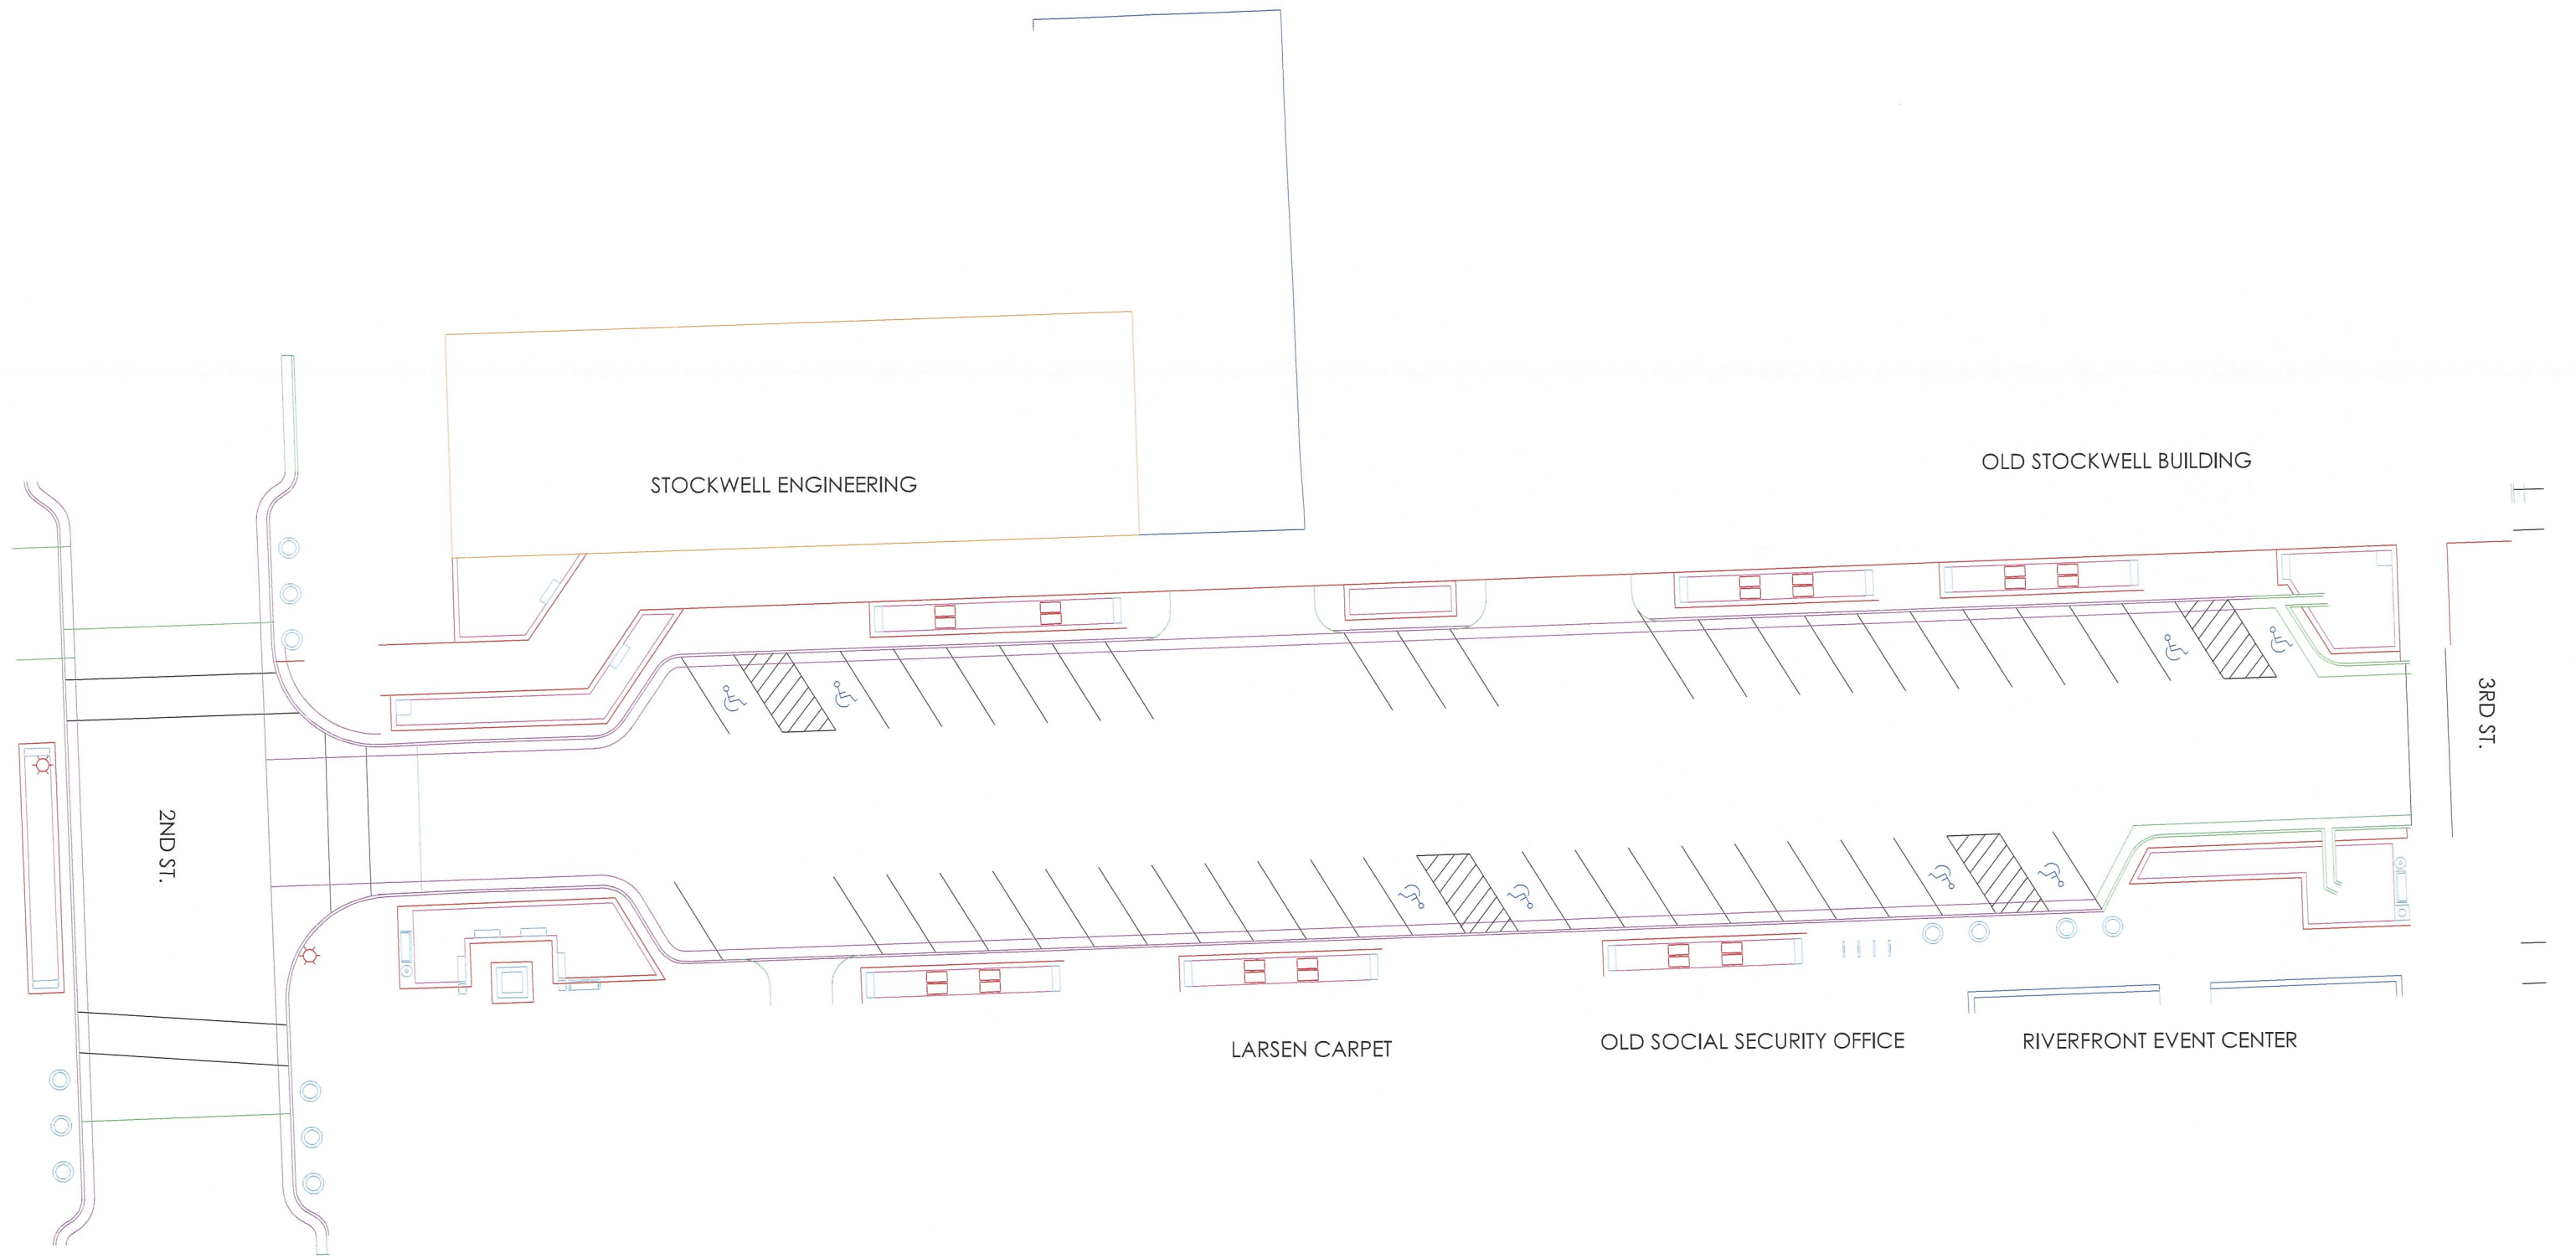 OLD STOCKWELL BUILDING
STOCKWELL ENGINEERING
3RD ST.
2ND ST.
LARSEN CARPET
OLD SOCIAL SECURITY OFFICE
RIVERFRONT EVENT CENTER